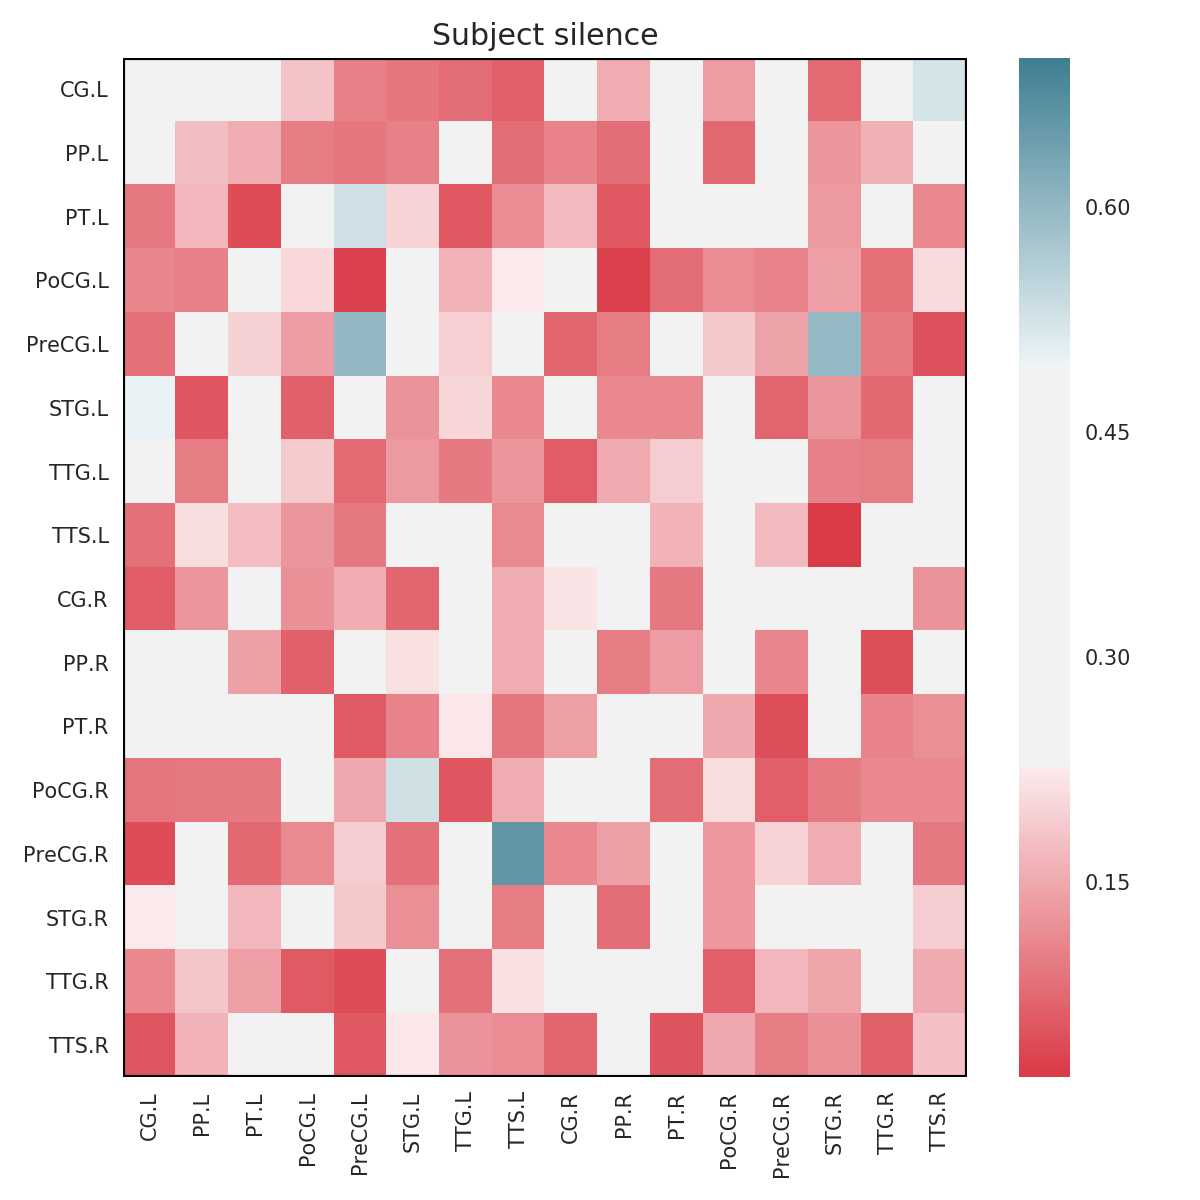 Subject silence
CG.L
PP.L
PT.L
PoCG.L
PreCG.L
STG.L
TTG.L
TTS.L
CG.R
PP.R
PT.R
PoCG.R
PreCG.R
STG.R
TTG.R
TTS.R
0.60
0.45
0.30
0.15
CG.L
PP.L
PT.L
PoCG.L
PreCG.L
STG.L
TTG.L
TTS.L
CG.R
PP.R
PT.R
PoCG.R
PreCG.R
STG.R
TTG.R
TTS.R